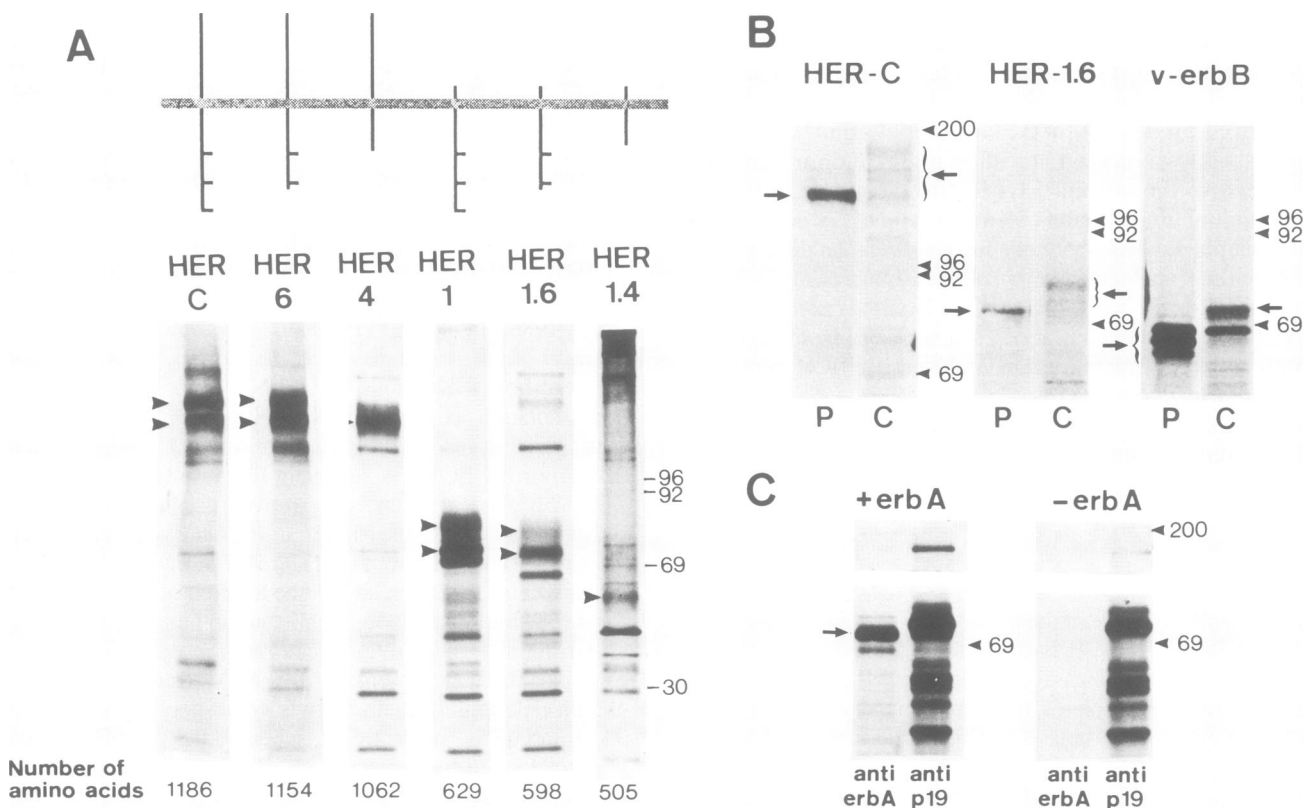 A
HER HER HER HER HER HER
C 6 4 1 1.6 1.4
-96
-92
-69
-30
Number of
amino acids 1186 1154 1062 629 598 505
B
HER-C HER-1.6 v-erbB
200
96
92
69
P C
96
92
69
P C
96
92
69
P C
C
+erbA -erbA
200
69
69
anti anti anti anti
erbA p19 erbA p19